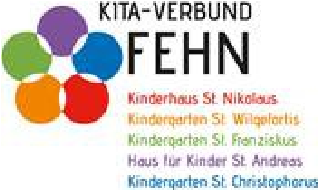 KITA-VERBUND
FEHN
Kinderhaus St. Nikolaus
Kindergarten St. Wilgefortis
Kindergarten St. Franziskus
Haus für Kinder St. Andreas
Kindergarten St. Christophorus